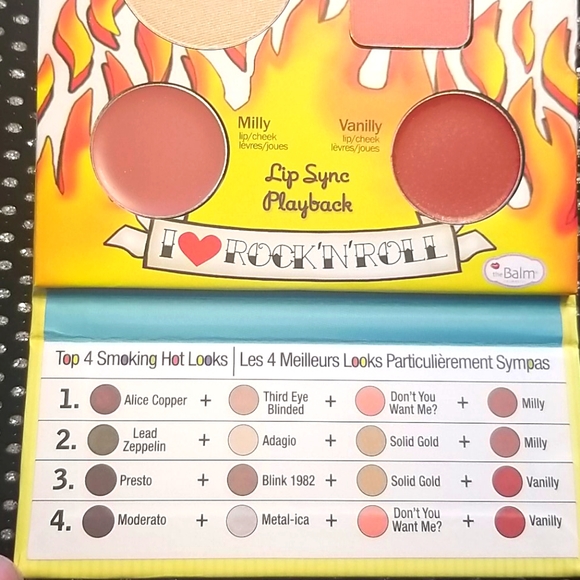 Milly
lip/cheek
lèvres/joues
Vanilly
lip/cheek
lèvres/joues
Lip Sync
Playback
I ROCK'N'ROLL
theBalm
Top 4 Smoking Hot Looks | Les 4 Meilleurs Looks Particulièrement Sympas
1. Alice Copper + Third Eye Blinded + Don't You Want Me? + Milly
2. Lead Zeppelin + Adagio + Solid Gold + Milly
3. Presto + Blink 1982 + Solid Gold + Vanilly
4. Moderato + Metal-ica + Don't You Want Me? + Vanilly